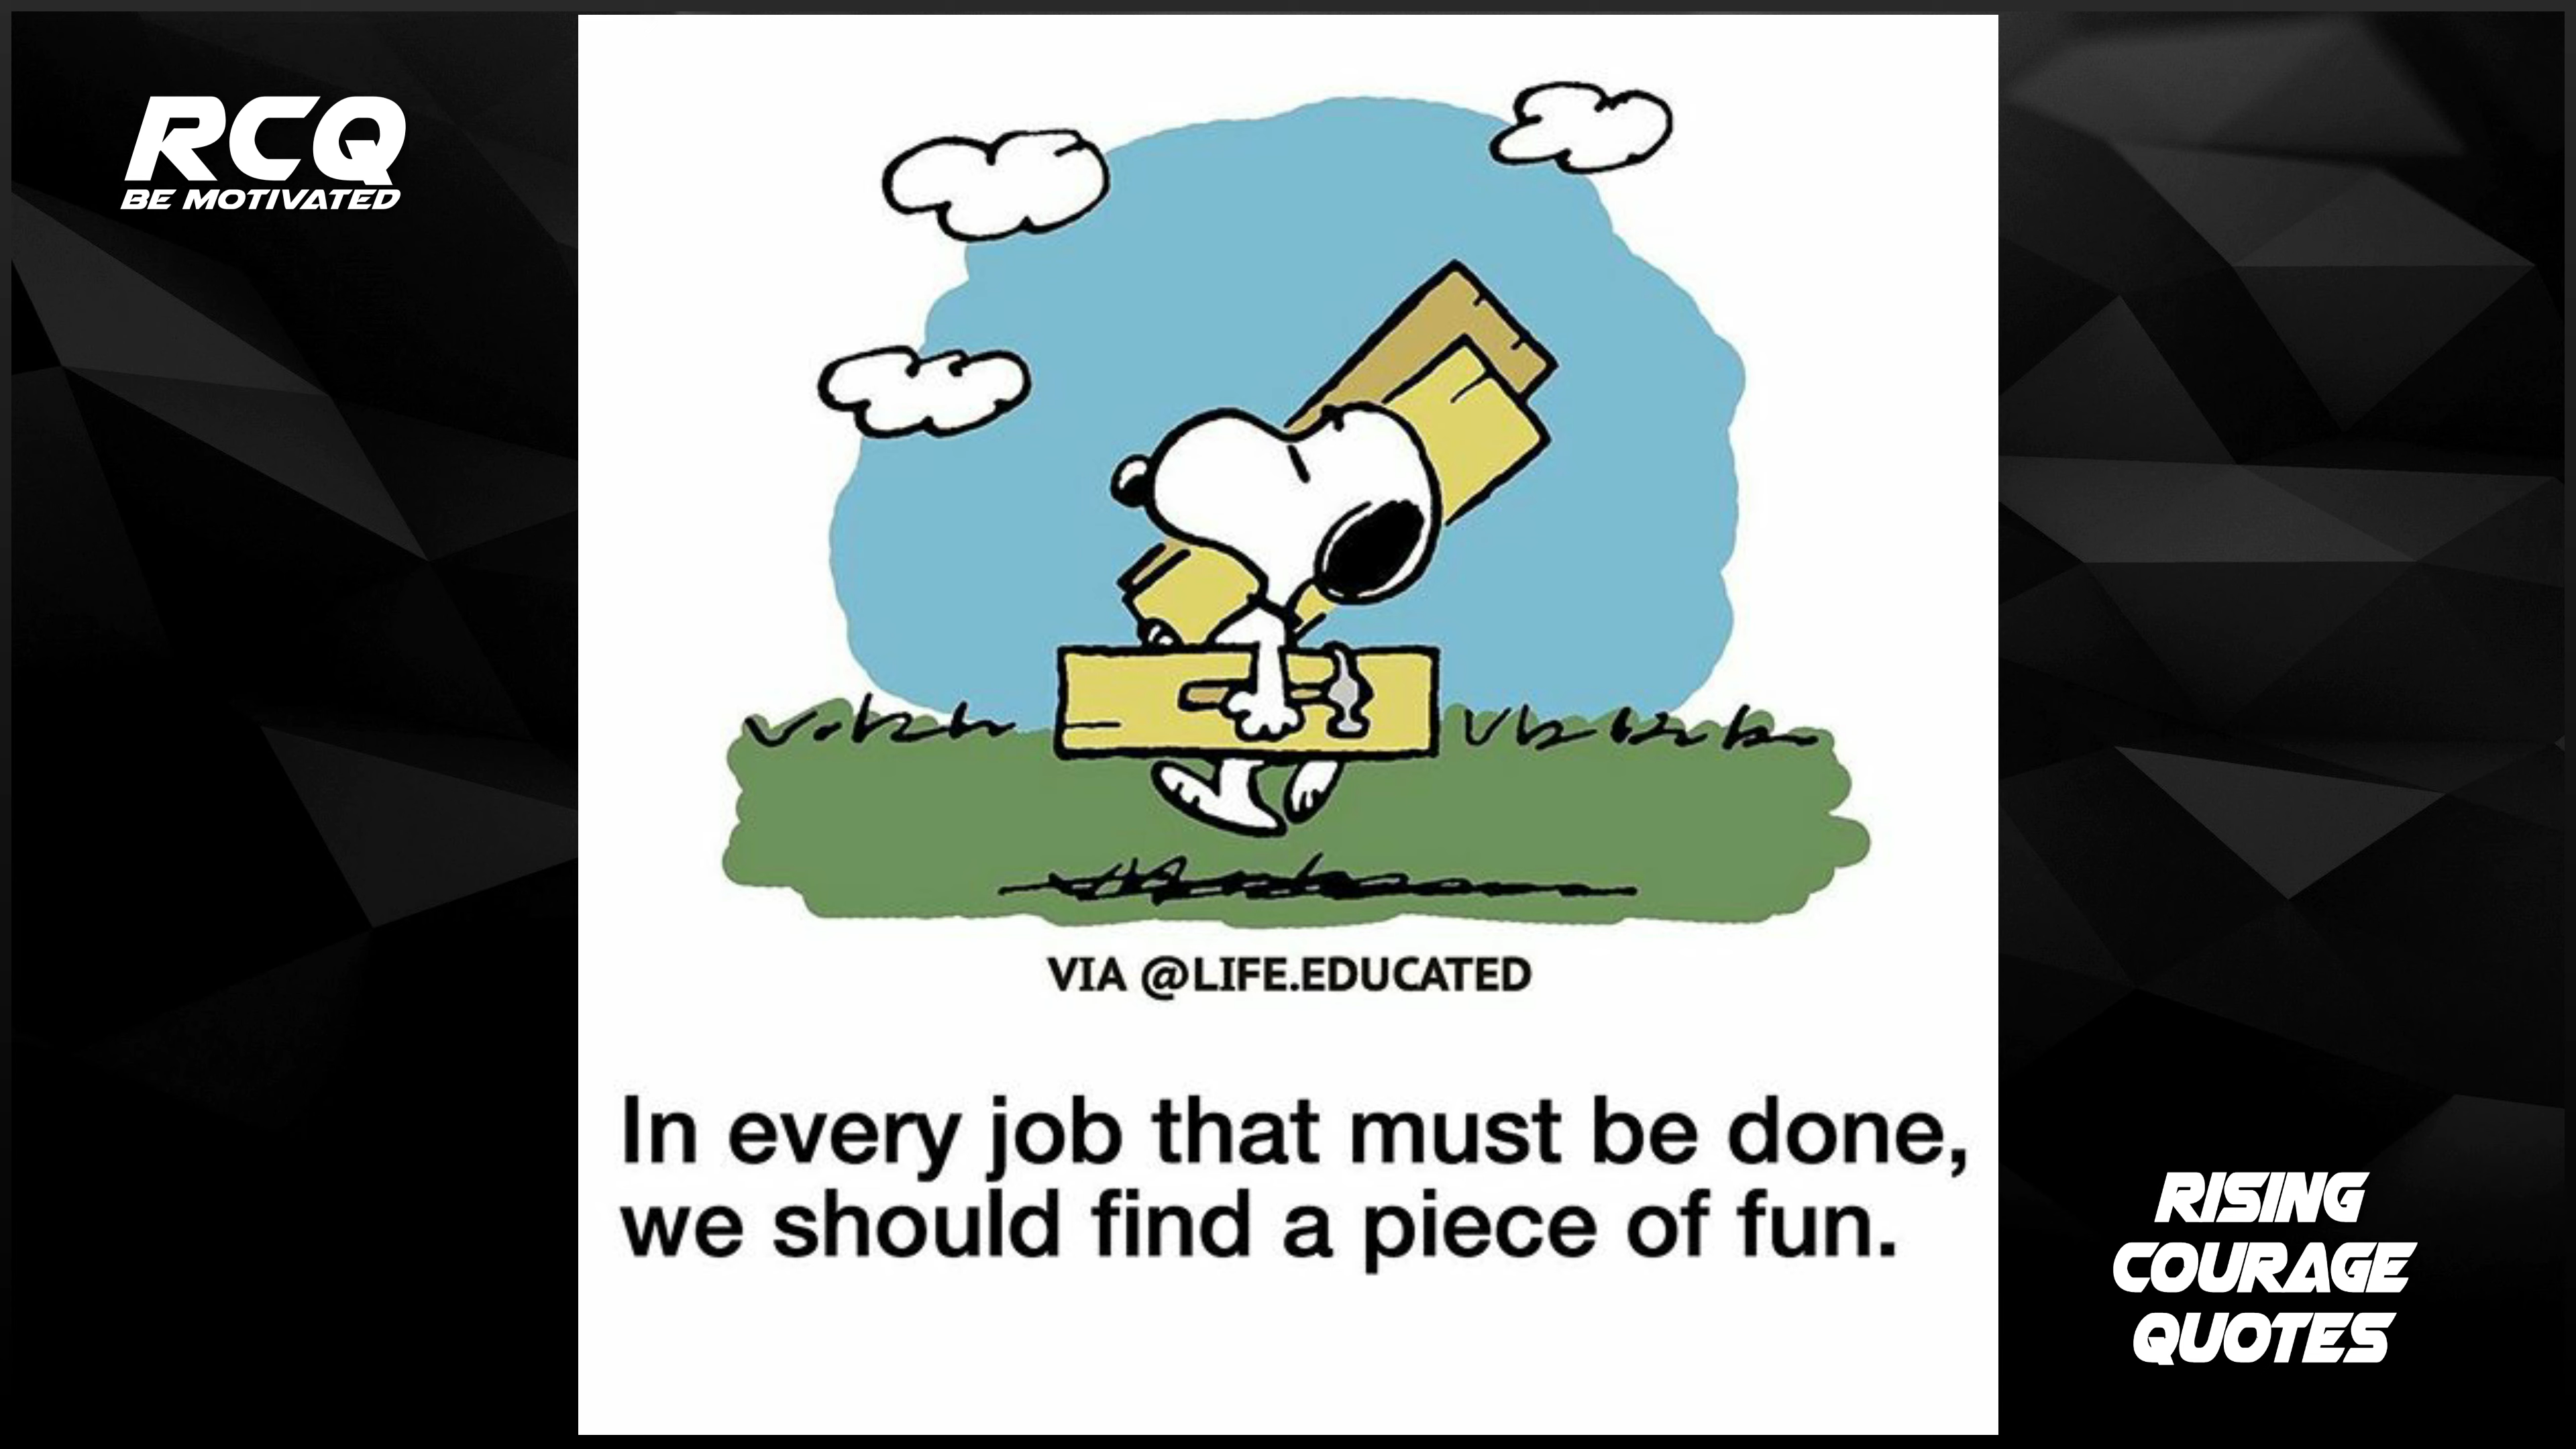 RCQ
BE MOTIVATED
VIA @LIFE.EDUCATED
In every job that must be done,
we should find a piece of fun.
RISING
COURAGE
QUOTES